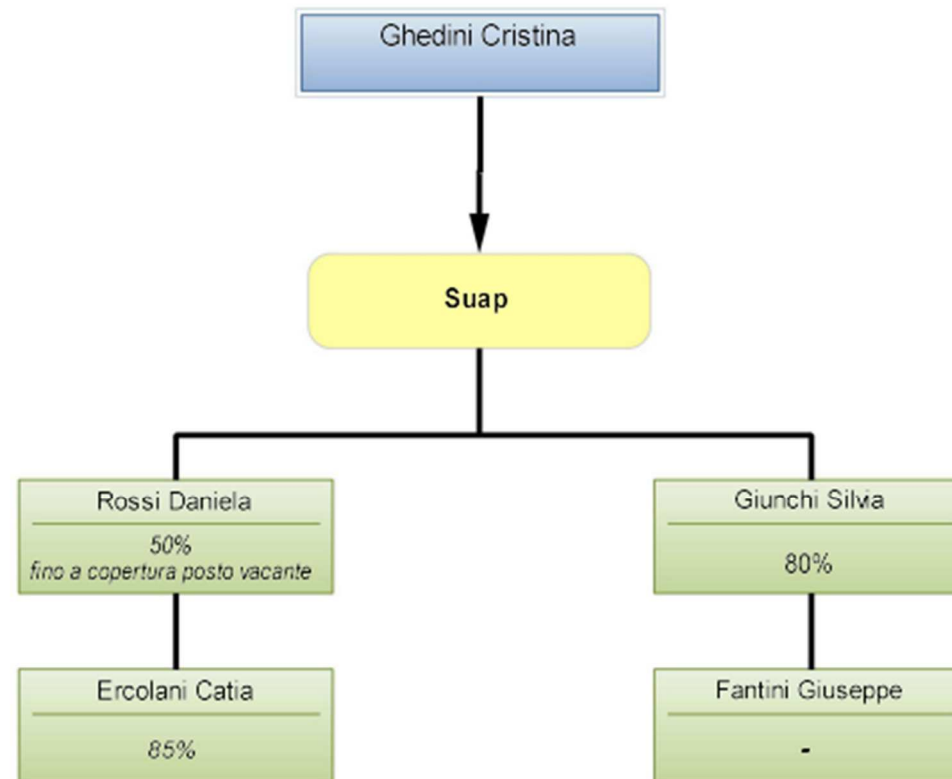 Ghedini Cristina
Suap
Rossi Daniela
50%
fino a copertura posto vacante
Giunchi Silvia
80%
Ercolani Catia
85%
Fantini Giuseppe
-